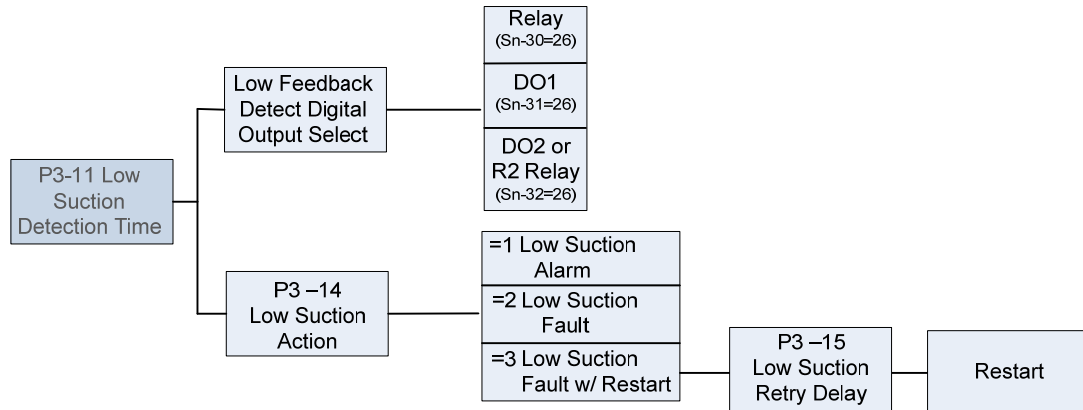 Relay
(Sn-30=26)
Low Feedback
Detect Digital
Output Select
DO1
(Sn-31=26)
DO2 or
R2 Relay
(Sn-32=26)
P3-11 Low
Suction
Detection Time
=1 Low Suction
Alarm
P3 –14
Low Suction
Action
=2 Low Suction
Fault
=3 Low Suction
Fault w/ Restart
P3 –15
Low Suction
Retry Delay
Restart